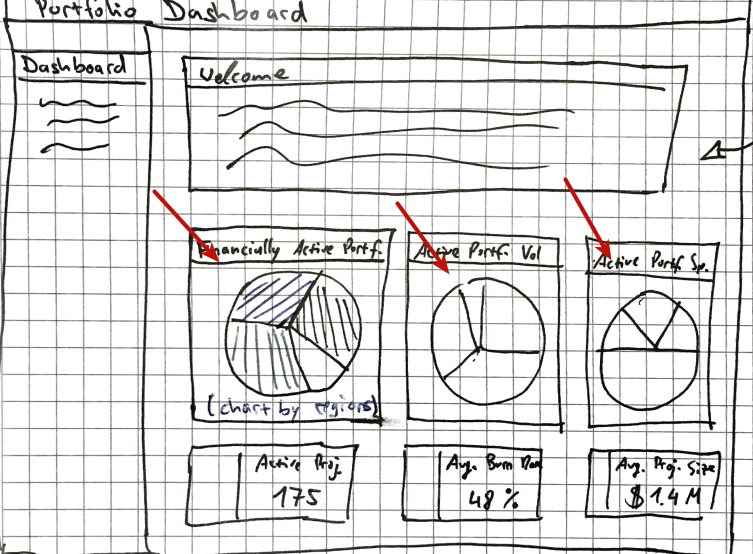 Portfolio Dashboard
Dashboard
Welcome
Financially Active Portf.
Active Portf. Vol
Active Portf. Sp.
(chart by regions)
Active Proj.
175
Avg. Burn
48 %
Avg. Proj. Size
$ 1.4 M